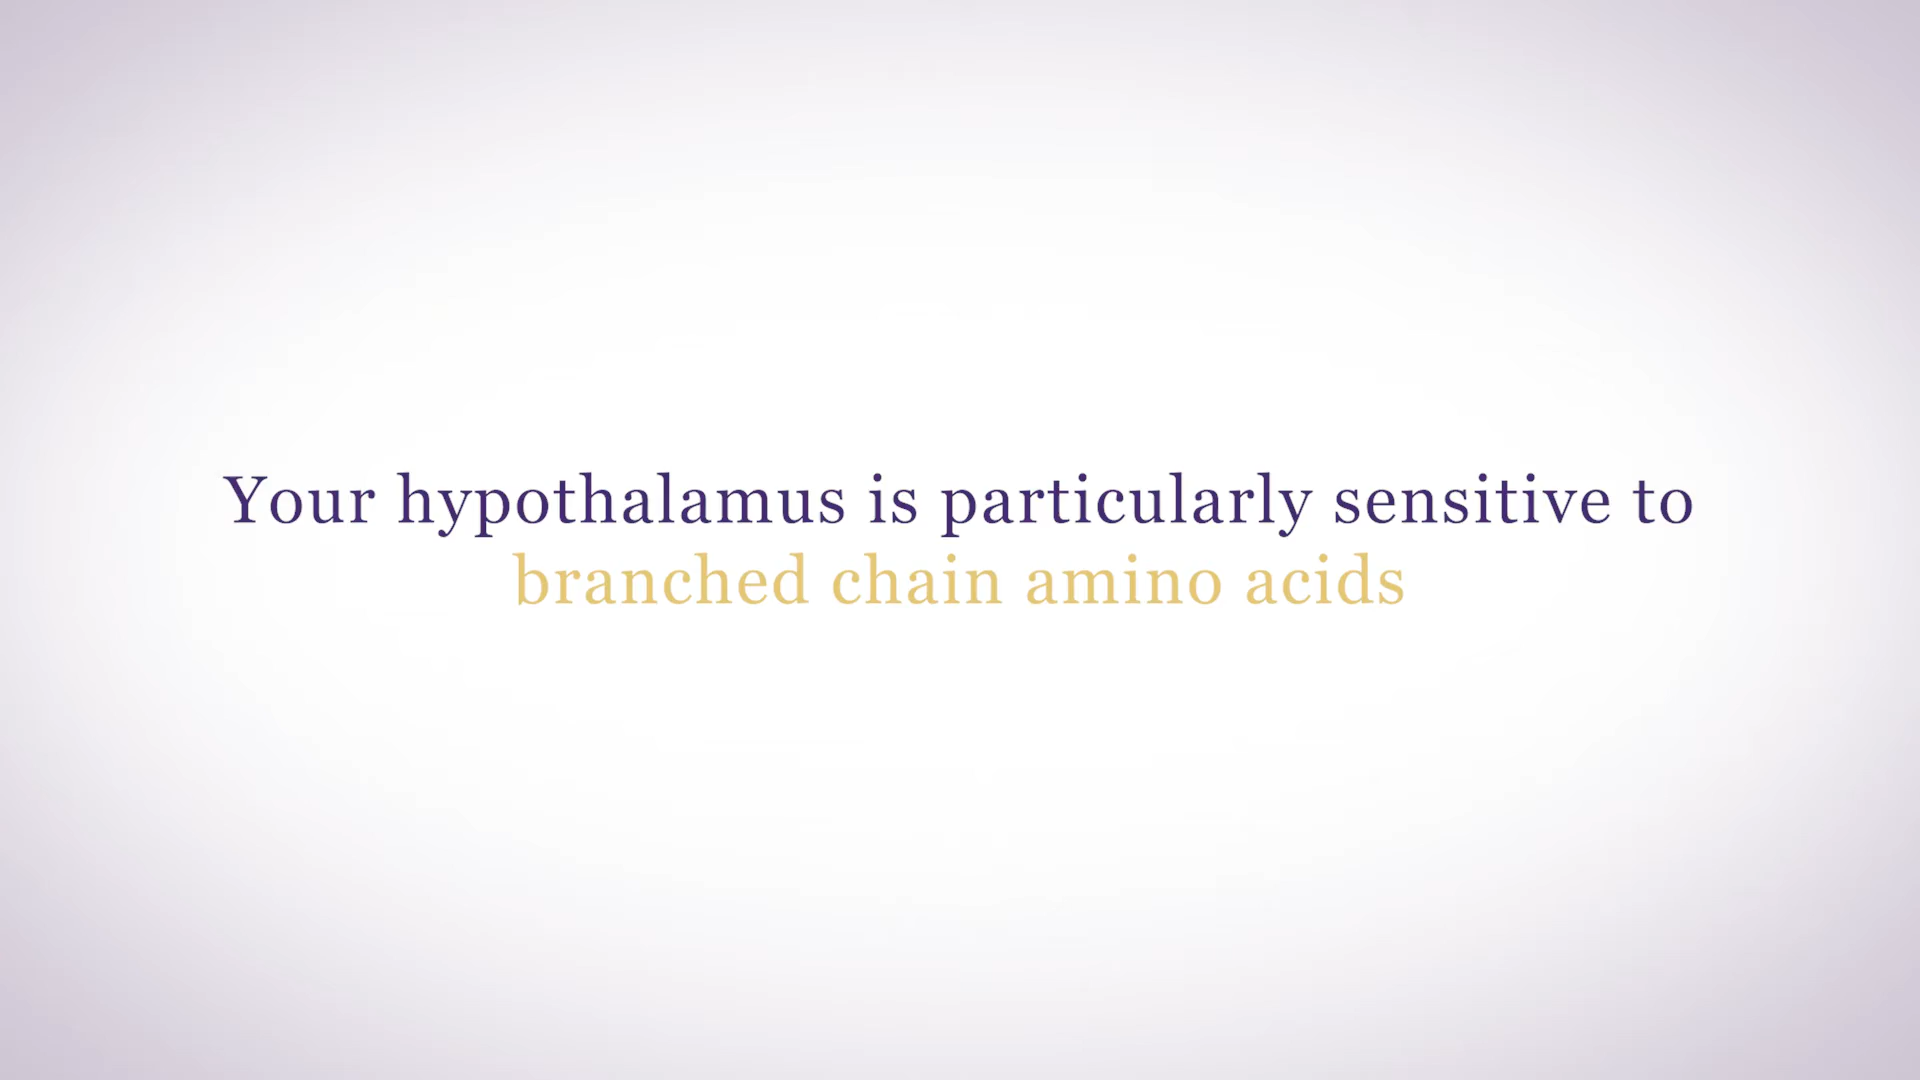 Your hypothalamus is particularly sensitive to
branched chain amino acids